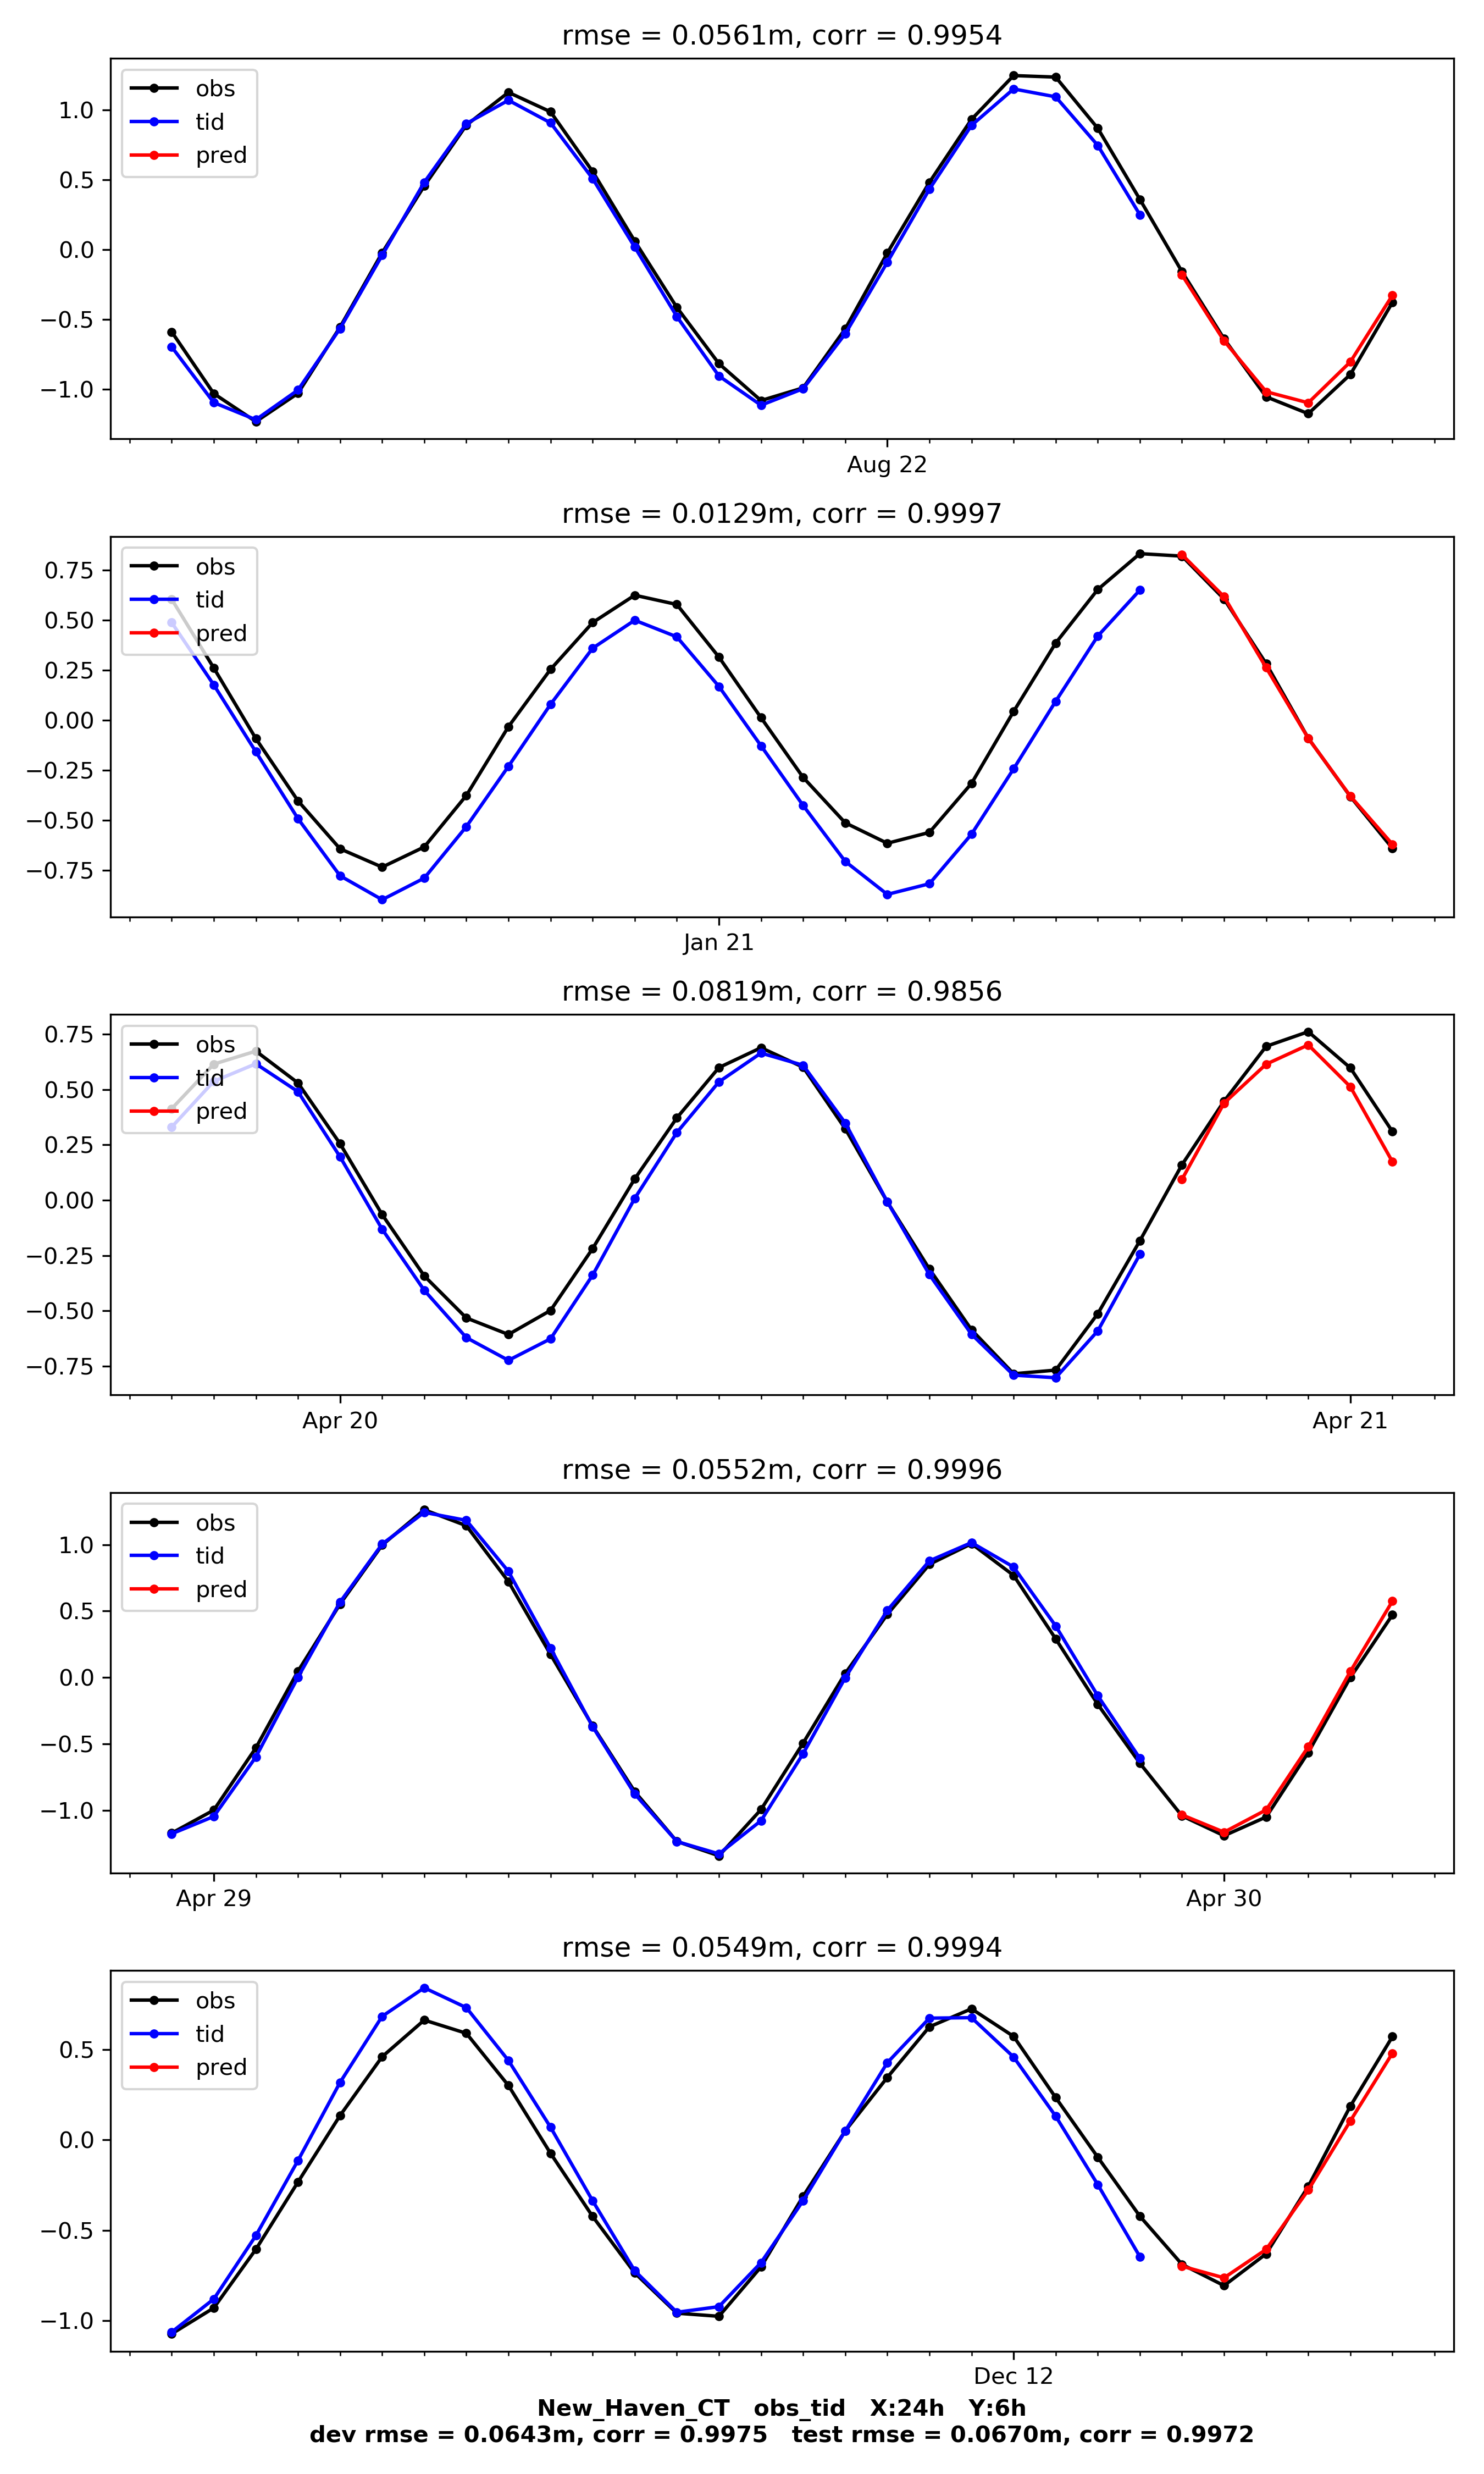 rmse = 0.0561m, corr = 0.9954
obs
tid
pred
1.0
0.5
0.0
−0.5
−1.0
Aug 22
rmse = 0.0129m, corr = 0.9997
obs
tid
pred
0.75
0.50
0.25
0.00
−0.25
−0.50
−0.75
Jan 21
rmse = 0.0819m, corr = 0.9856
obs
tid
pred
0.75
0.50
0.25
0.00
−0.25
−0.50
−0.75
Apr 20 Apr 21
rmse = 0.0552m, corr = 0.9996
obs
tid
pred
1.0
0.5
0.0
−0.5
−1.0
Apr 29 Apr 30
rmse = 0.0549m, corr = 0.9994
obs
tid
pred
0.5
0.0
−0.5
−1.0
Dec 12
New_Haven_CT obs_tid X:24h Y:6h
dev rmse = 0.0643m, corr = 0.9975 test rmse = 0.0670m, corr = 0.9972